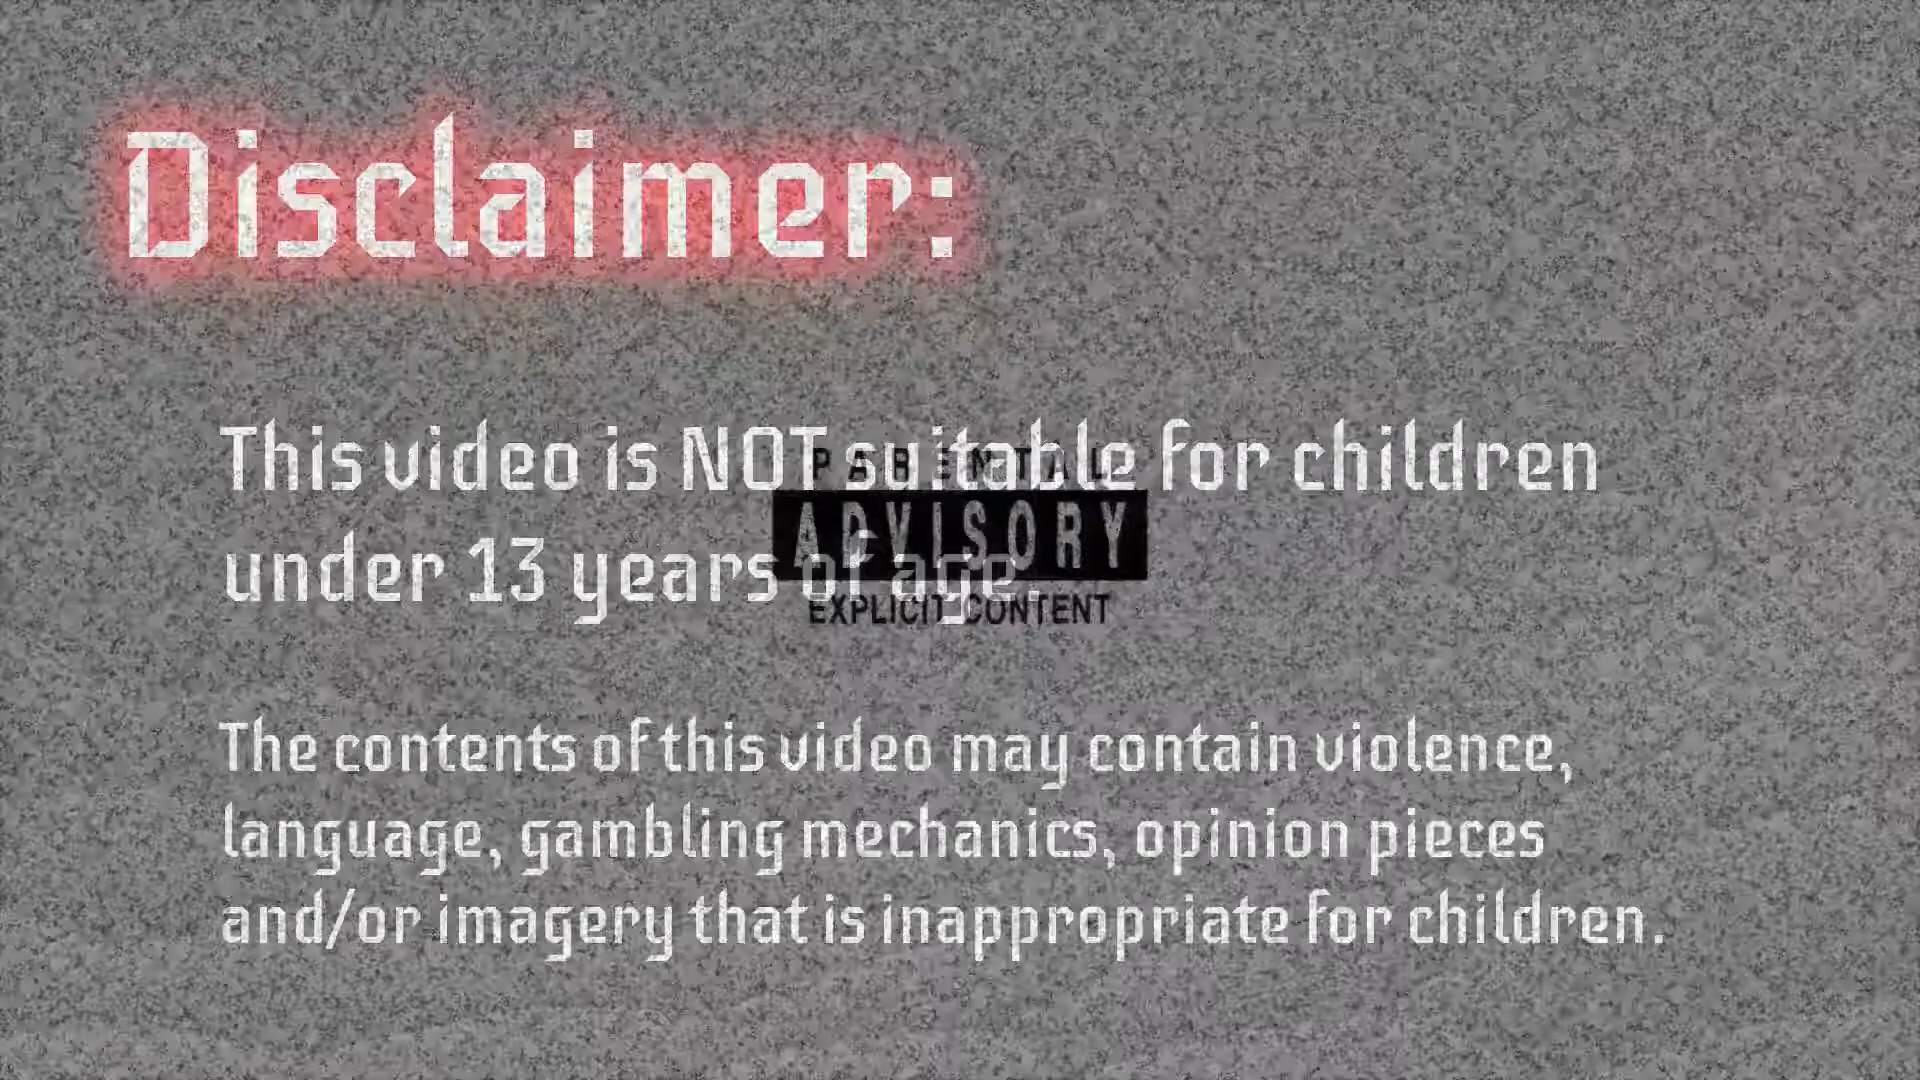 Disclaimer:
This video is NOT suitable for children
PARENTAL
ADVISORY
under 13 years of age.
EXPLICIT CONTENT
The contents of this video may contain violence,
language, gambling mechanics, opinion pieces
and/or imagery that is inappropriate for children.